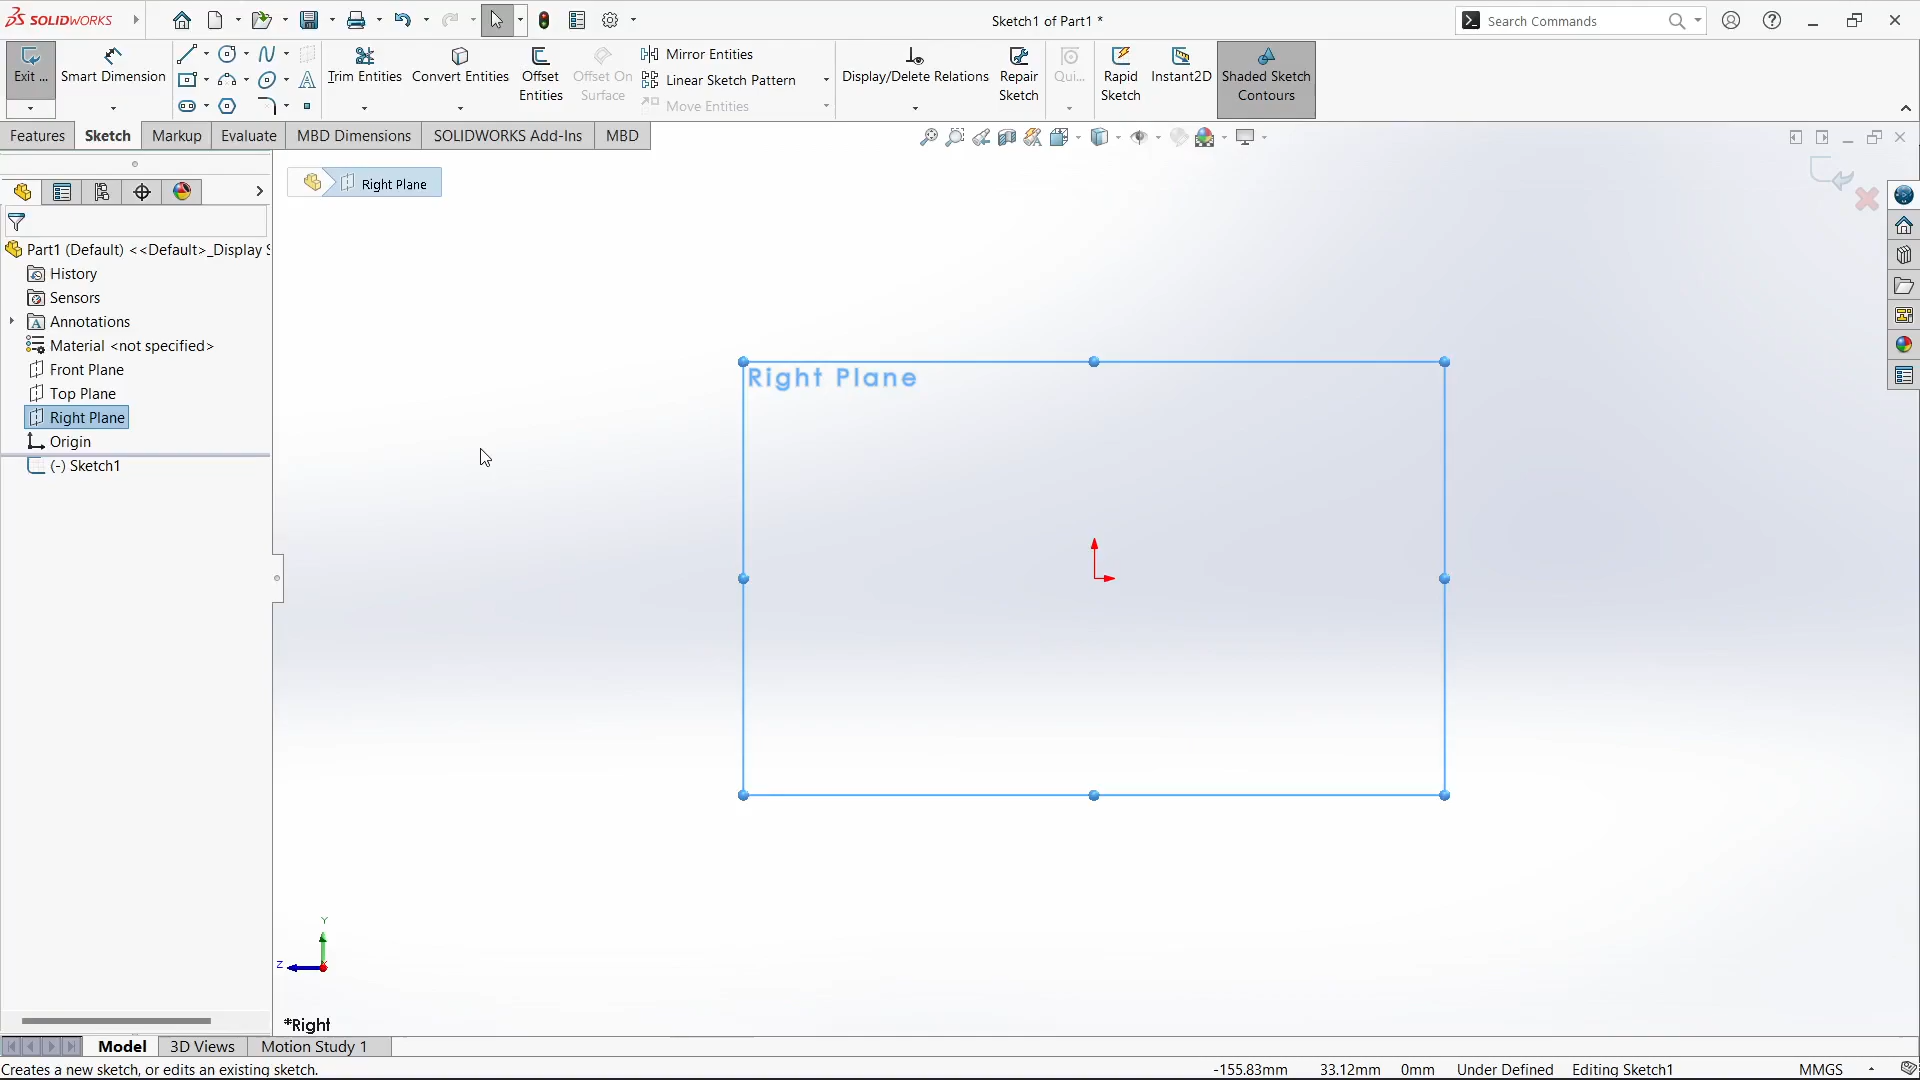 SOLIDWORKS
Sketch1 of Part1 *
Search Commands
Exit ...
Smart Dimension
Trim Entities
Convert Entities
Offset
Entities
Offset On
Surface
Mirror Entities
Linear Sketch Pattern
Move Entities
Display/Delete Relations
Repair
Sketch
Qui...
Rapid
Sketch
Instant2D
Shaded Sketch
Contours
Features
Sketch
Markup
Evaluate
MBD Dimensions
SOLIDWORKS Add-Ins
MBD
Right Plane
Part1 (Default) <<Default>_Display S
History
Sensors
Annotations
Material <not specified>
Front Plane
Top Plane
Right Plane
Origin
(-) Sketch1
Right Plane
Y
Z
*Right
Model
3D Views
Motion Study 1
Creates a new sketch, or edits an existing sketch.
-155.83mm
33.12mm
0mm
Under Defined
Editing Sketch1
MMGS